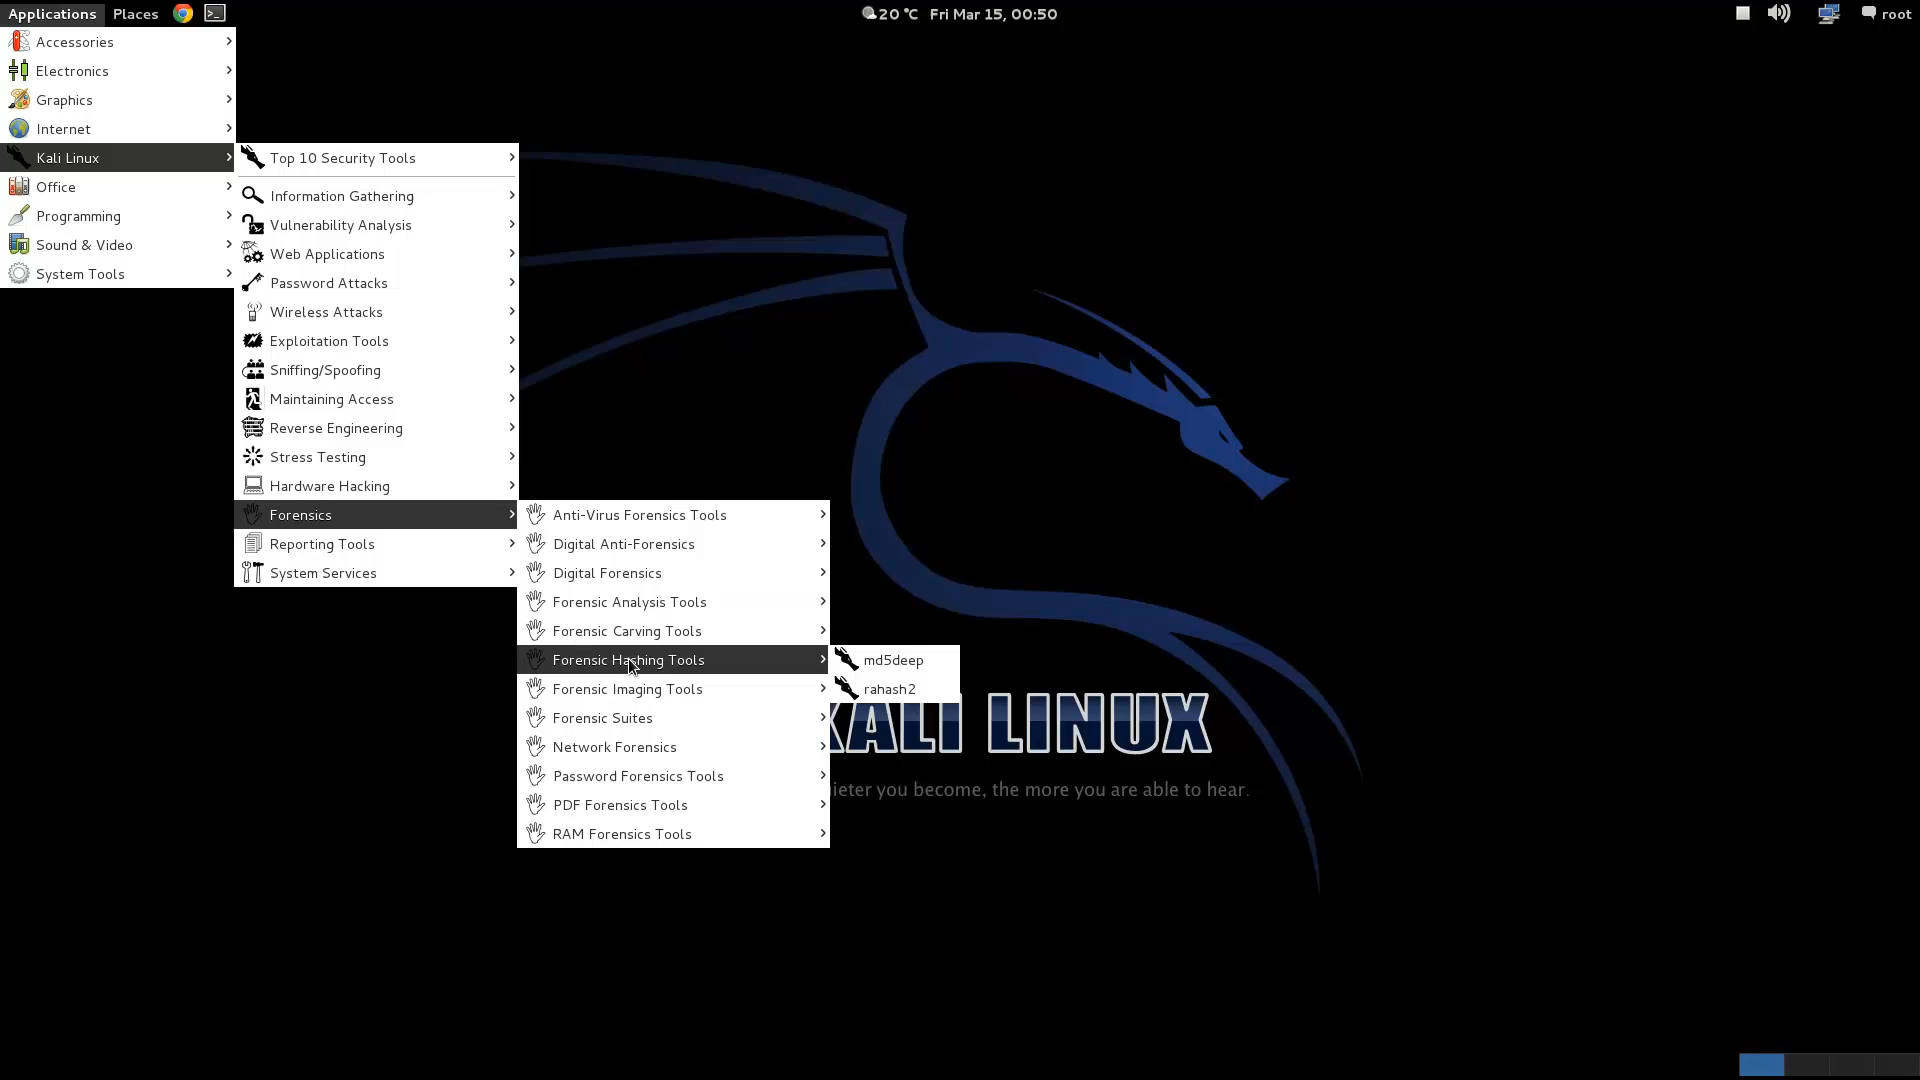 Applications Places 20 °C Fri Mar 15, 00:50 root
Accessories
Electronics
Graphics
Internet
Kali Linux
Office
Programming
Sound & Video
System Tools
Top 10 Security Tools
Information Gathering
Vulnerability Analysis
Web Applications
Password Attacks
Wireless Attacks
Exploitation Tools
Sniffing/Spoofing
Maintaining Access
Reverse Engineering
Stress Testing
Hardware Hacking
Forensics
Reporting Tools
System Services
Anti-Virus Forensics Tools
Digital Anti-Forensics
Digital Forensics
Forensic Analysis Tools
Forensic Carving Tools
Forensic Hashing Tools
Forensic Imaging Tools
Forensic Suites
Network Forensics
Password Forensics Tools
PDF Forensics Tools
RAM Forensics Tools
md5deep
rahash2
KALI LINUX
you become, the more you are able to hear.